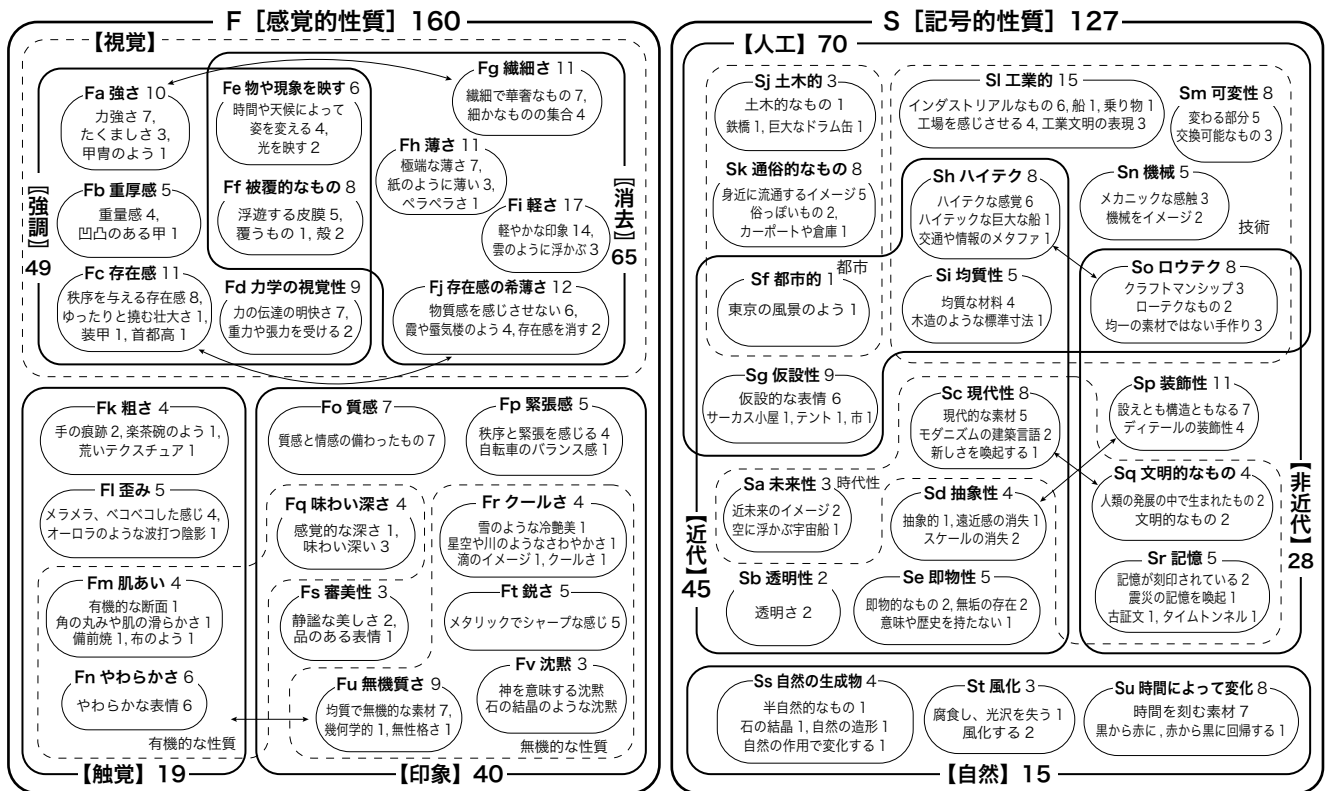 F［感覚的性質］160
【視覚】
Fa 強さ 10
力強さ 7,
たくましさ 3,
甲冑のよう 1
Fe 物や現象を映す 6
時間や天候によって
姿を変える 4,
光を映す 2
Fg 繊細さ 11
繊細で華奢なもの 7,
細かなものの集合 4
Fh 薄さ 11
極端な薄さ 7,
紙のように薄い 3,
ペラペラさ 1
Fb 重厚感 5
重量感 4,
凹凸のある甲 1
Ff 被覆的なもの 8
浮遊する皮膜 5,
覆うもの 1, 殻 2
Fi 軽さ 17
軽やかな印象 14,
雲のように浮かぶ 3
〖強調〗
49
〖消去〗
65
Fc 存在感 11
秩序を与える存在感 8,
ゆったりと撓む壮大さ 1,
装甲 1, 首都高 1
Fd 力学の視覚性 9
力の伝達の明快さ 7,
重力や張力を受ける 2
Fj 存在感の希薄さ 12
物質感を感じさせない 6,
霞や蜃気楼のよう 4, 存在感を消す 2
Fk 粗さ 4
手の痕跡 2, 楽茶碗のよう 1,
荒いテクスチュア 1
Fl 歪み 5
メラメラ、ベコベコした感じ 4,
オーロラのような波打つ陰影 1
Fm 肌あい 4
有機的な断面 1
角の丸みや肌の滑らかさ 1
備前焼 1, 布のよう 1
Fn やわらかさ 6
やわらかな表情 6
有機的な性質
【触覚】19
Fo 質感 7
質感と情感の備わったもの 7
Fp 緊張感 5
秩序と緊張を感じる 4
自転車のバランス感 1
Fq 味わい深さ 4
感覚的な深さ 1,
味わい深い 3
Fr クールさ 4
雪のような冷艶美 1
星空や川のようなさわやかさ 1
滴のイメージ 1, クールさ 1
Fs 審美性 3
静謐な美しさ 2,
品のある表情 1
Ft 鋭さ 5
メタリックでシャープな感じ 5
Fu 無機質さ 9
均質で無機的な素材 7,
幾何学的 1, 無性格さ 1
Fv 沈黙 3
神を意味する沈黙
石の結晶のような沈黙
無機的な性質
【印象】40
S［記号的性質］127
【人工】70
Sj 土木的 3
土木的なもの 1
鉄橋 1, 巨大なドラム缶 1
Sl 工業的 15
インダストリアルなもの 6, 船 1, 乗り物 1
工場を感じさせる 4, 工業文明の表現 3
Sm 可変性 8
変わる部分 5
交換可能なもの 3
Sk 通俗的なもの 8
身近に流通するイメージ 5
俗っぽいもの 2,
カーポートや倉庫 1
Sh ハイテク 8
ハイテクな感覚 6
ハイテックな巨大な船 1
交通や情報のメタファ 1
Sn 機械 5
メカニックな感触 3
機械をイメージ 2
技術
都市
Sf 都市的 1
東京の風景のよう 1
Si 均質性 5
均質な材料 4
木造のような標準寸法 1
So ロウテク 8
クラフトマンシップ 3
ローテクなもの 2
均一の素材ではない手作り 3
Sg 仮設性 9
仮設的な表情 6
サーカス小屋 1, テント 1, 市 1
Sc 現代性 8
現代的な素材 5
モダニズムの建築言語 2
新しさを喚起する 1
Sp 装飾性 11
設えとも構造ともなる 7
ディテールの装飾性 4
Sa 未来性 3
近未来のイメージ 2
空に浮かぶ宇宙船 1
時代性
Sd 抽象性 4
抽象的 1, 遠近感の消失 1
スケールの消失 2
Sq 文明的なもの 4
人類の発展の中で生まれたもの 2
文明的なもの 2
【近代】
45
【非近代】
28
Sb 透明性 2
透明さ 2
Se 即物性 5
即物的なもの 2, 無垢の存在 2
意味や歴史を持たない 1
Sr 記憶 5
記憶が刻印されている 2
震災の記憶を喚起 1
古証文 1, タイムトンネル 1
Ss 自然の生成物 4
半自然的なもの 1
石の結晶 1, 自然の造形 1
自然の作用で変化する 1
St 風化 3
腐食し、光沢を失う 1
風化する 2
Su 時間によって変化 8
時間を刻む素材 7
黒から赤に , 赤から黒に回帰する 1
【自然】15